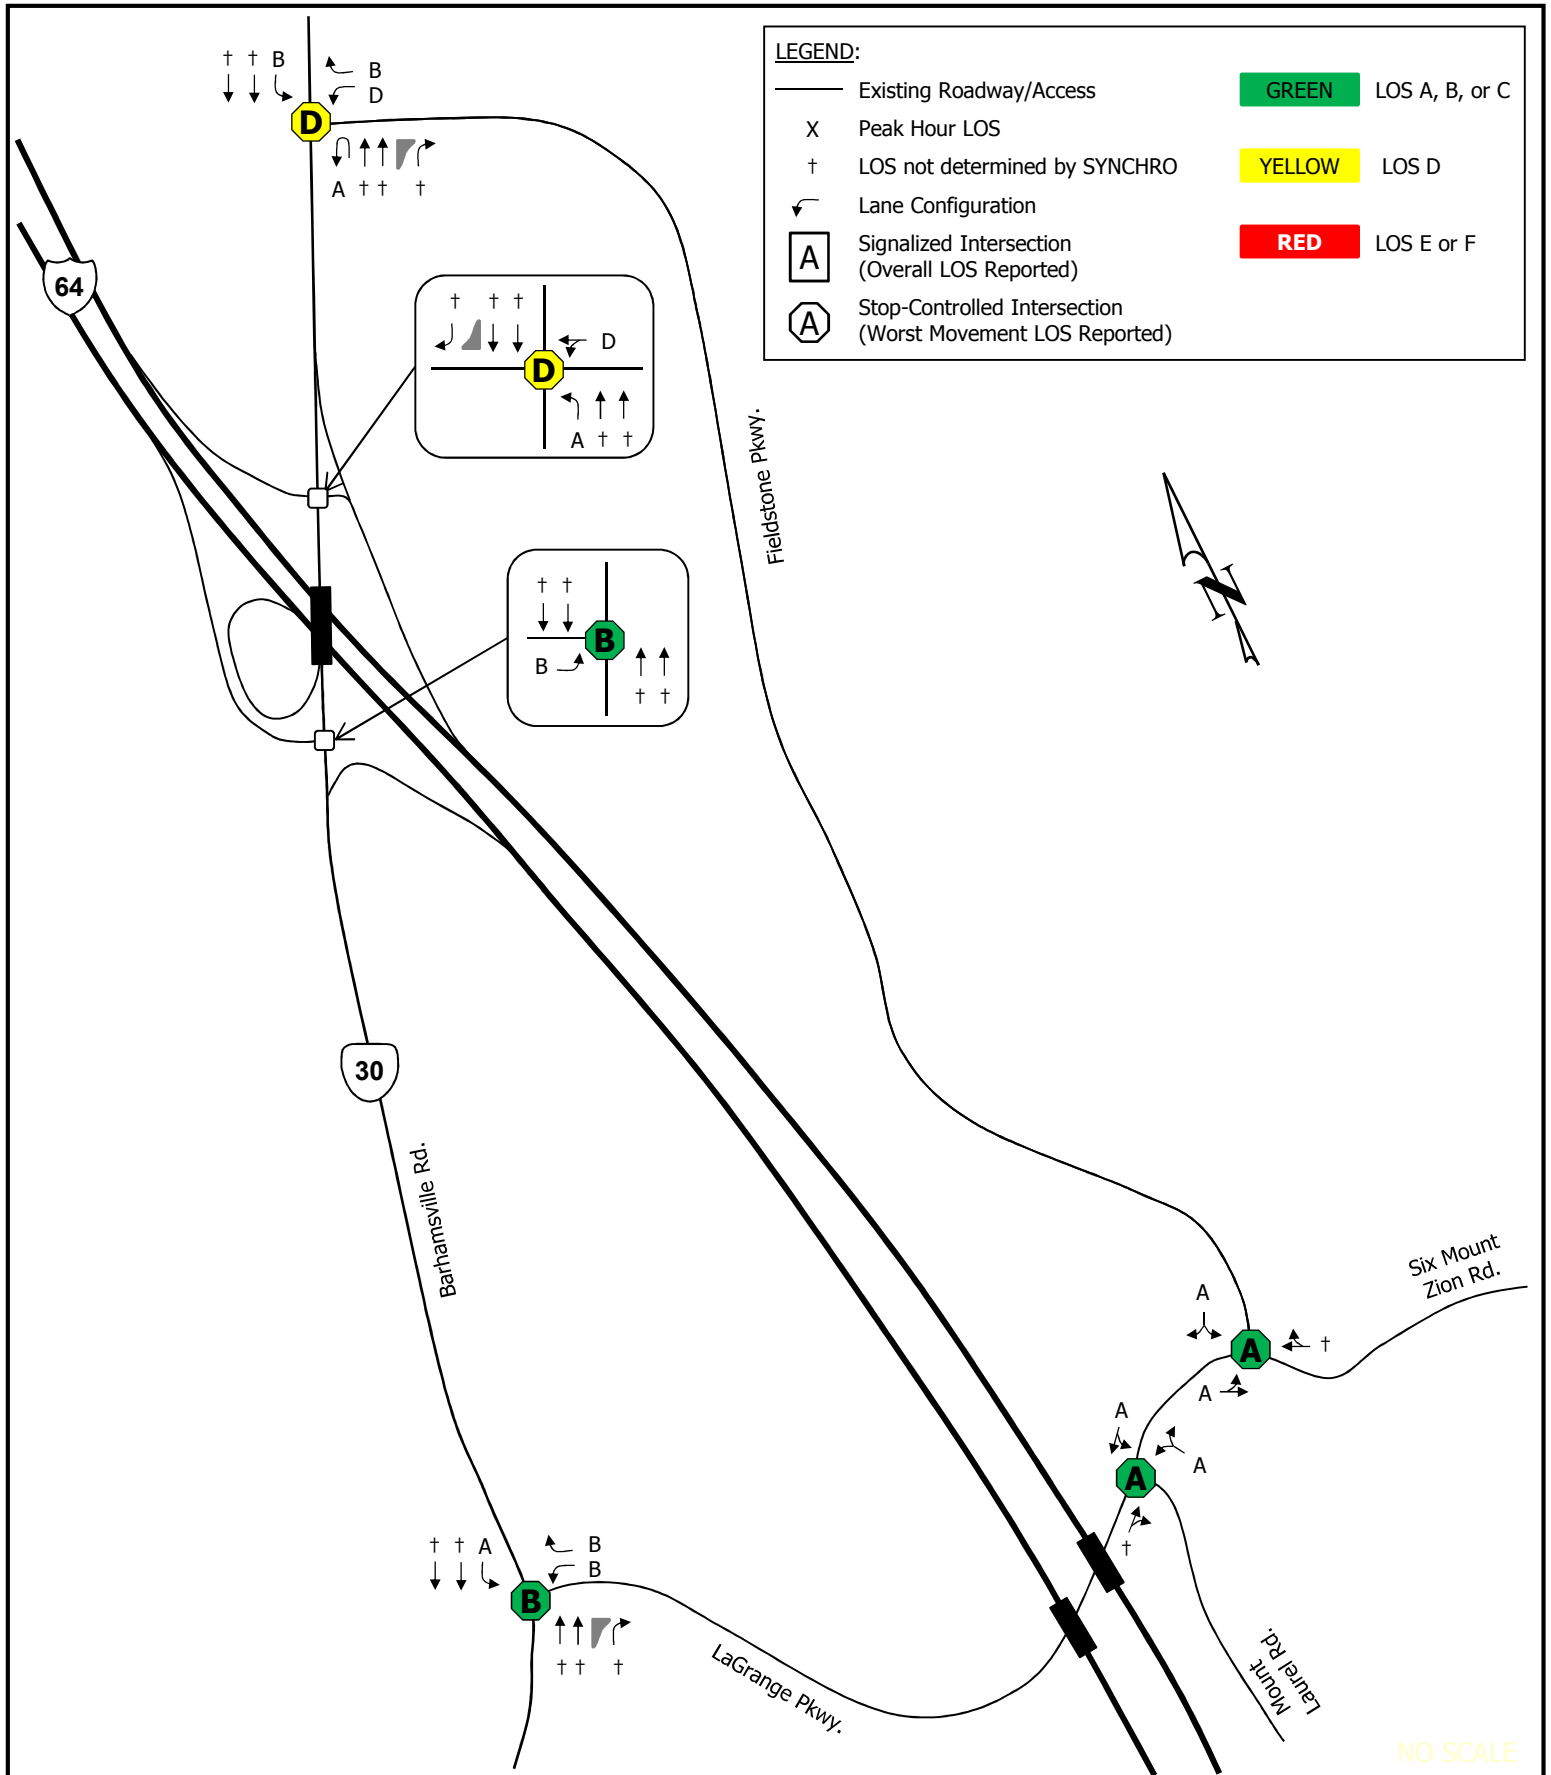 † † B
B
D
D
A † † †
LEGEND:
Existing Roadway/Access
X Peak Hour LOS
† LOS not determined by SYNCHRO
Lane Configuration
A Signalized Intersection
(Overall LOS Reported)
A Stop-Controlled Intersection
(Worst Movement LOS Reported)
GREEN LOS A, B, or C
YELLOW LOS D
RED LOS E or F
64
† † †
D
D
A † †
Fieldstone Pkwy.
N
† †
B
B
† †
30
Barhamsville Rd.
Six Mount
Zion Rd.
A
A †
A
A
A
A
†
† † A
B
B
B
† † †
LaGrange Pkwy.
Mount
Laurel Rd.
NO SCALE